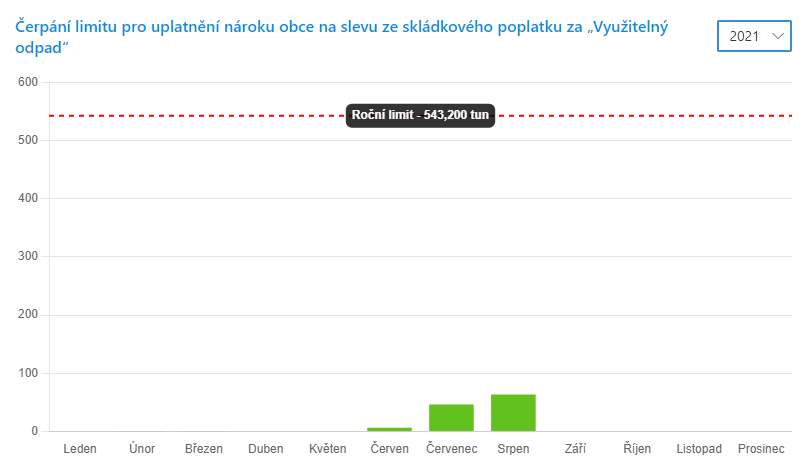 Čerpání limitu pro uplatnění nároku obce na slevu ze skládkového poplatku za „Využitelný
odpad“
2021
600
Roční limit - 543,200 tun
500
400
300
200
100
0
Leden Únor Březen Duben Květen Červen Červenec Srpen Září Říjen Listopad Prosinec